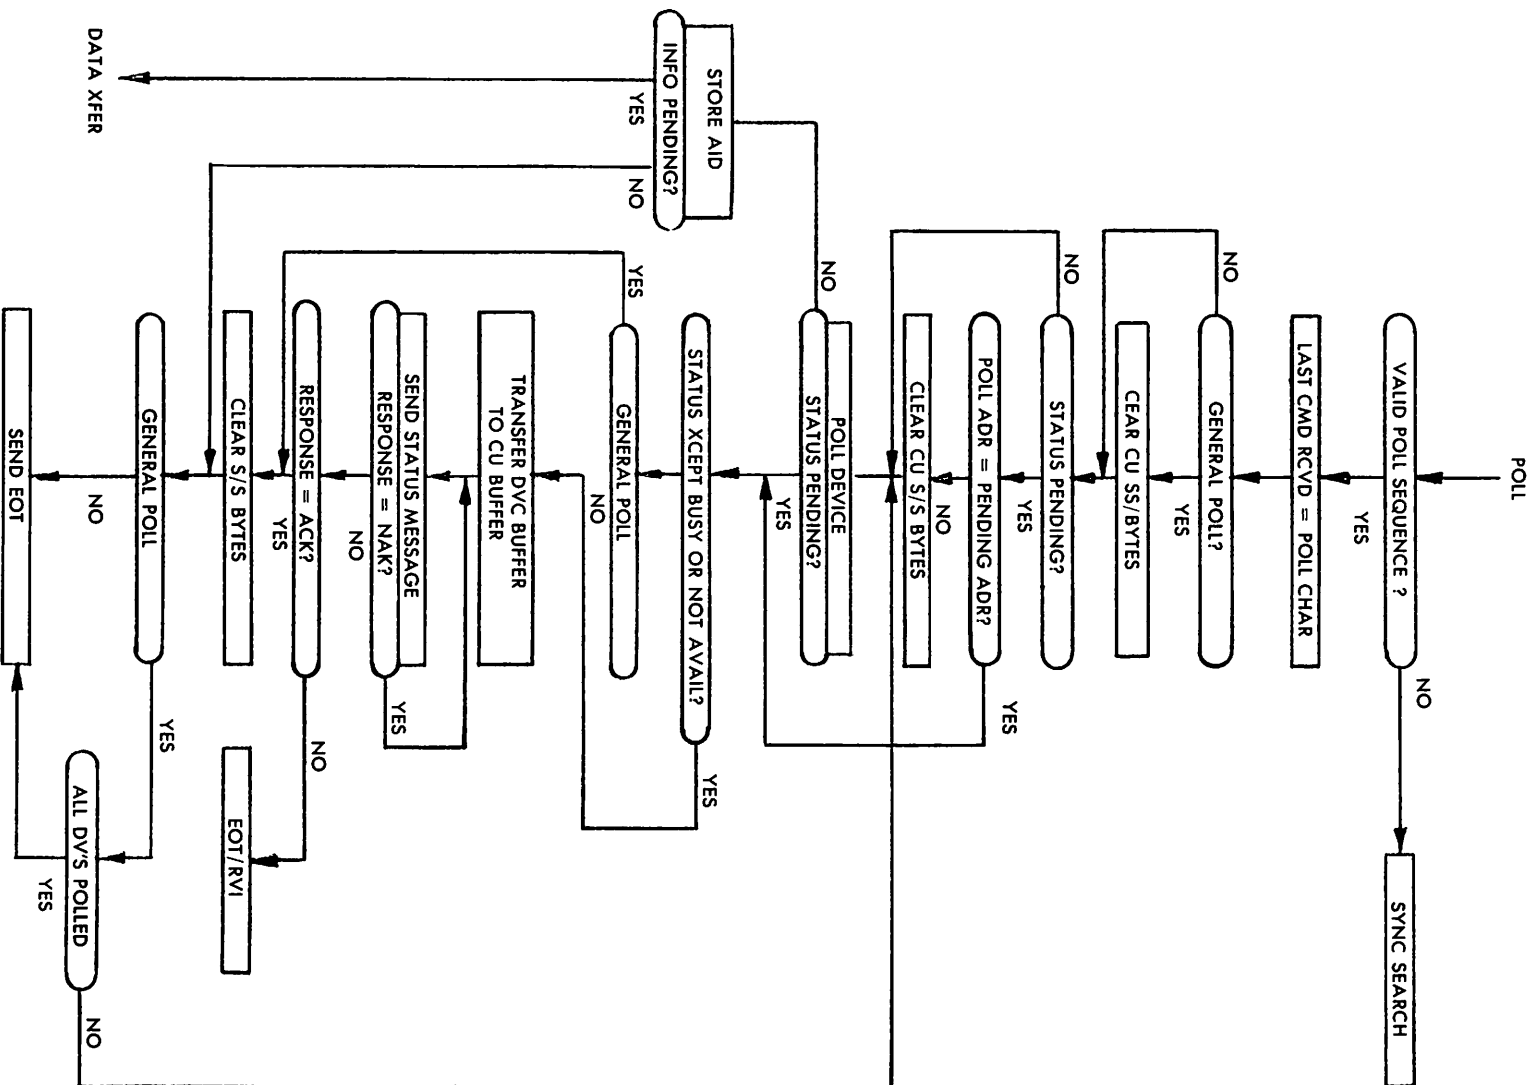 POLL
VALID POLL SEQUENCE ?
NO
SYNC SEARCH
YES
LAST CMD RCVD = POLL CHAR
NO
GENERAL POLL?
YES
CEAR CU SS/BYTES
NO
STATUS PENDING?
YES
POLL ADR = PENDING ADR?
YES
NO
CLEAR CU S/S BYTES
POLL DEVICE
NO
STATUS PENDING?
YES
STORE AID
INFO PENDING?
YES
NO
DATA XFER
STATUS XCEPT BUSY OR NOT AVAIL?
YES
YES
GENERAL POLL
NO
TRANSFER DVC BUFFER
TO CU BUFFER
SEND STATUS MESSAGE
RESPONSE = NAK?
YES
NO
RESPONSE = ACK?
NO
YES
CLEAR S/S BYTES
EOT/RVI
GENERAL POLL
YES
NO
ALL DV'S POLLED
NO
YES
SEND EOT